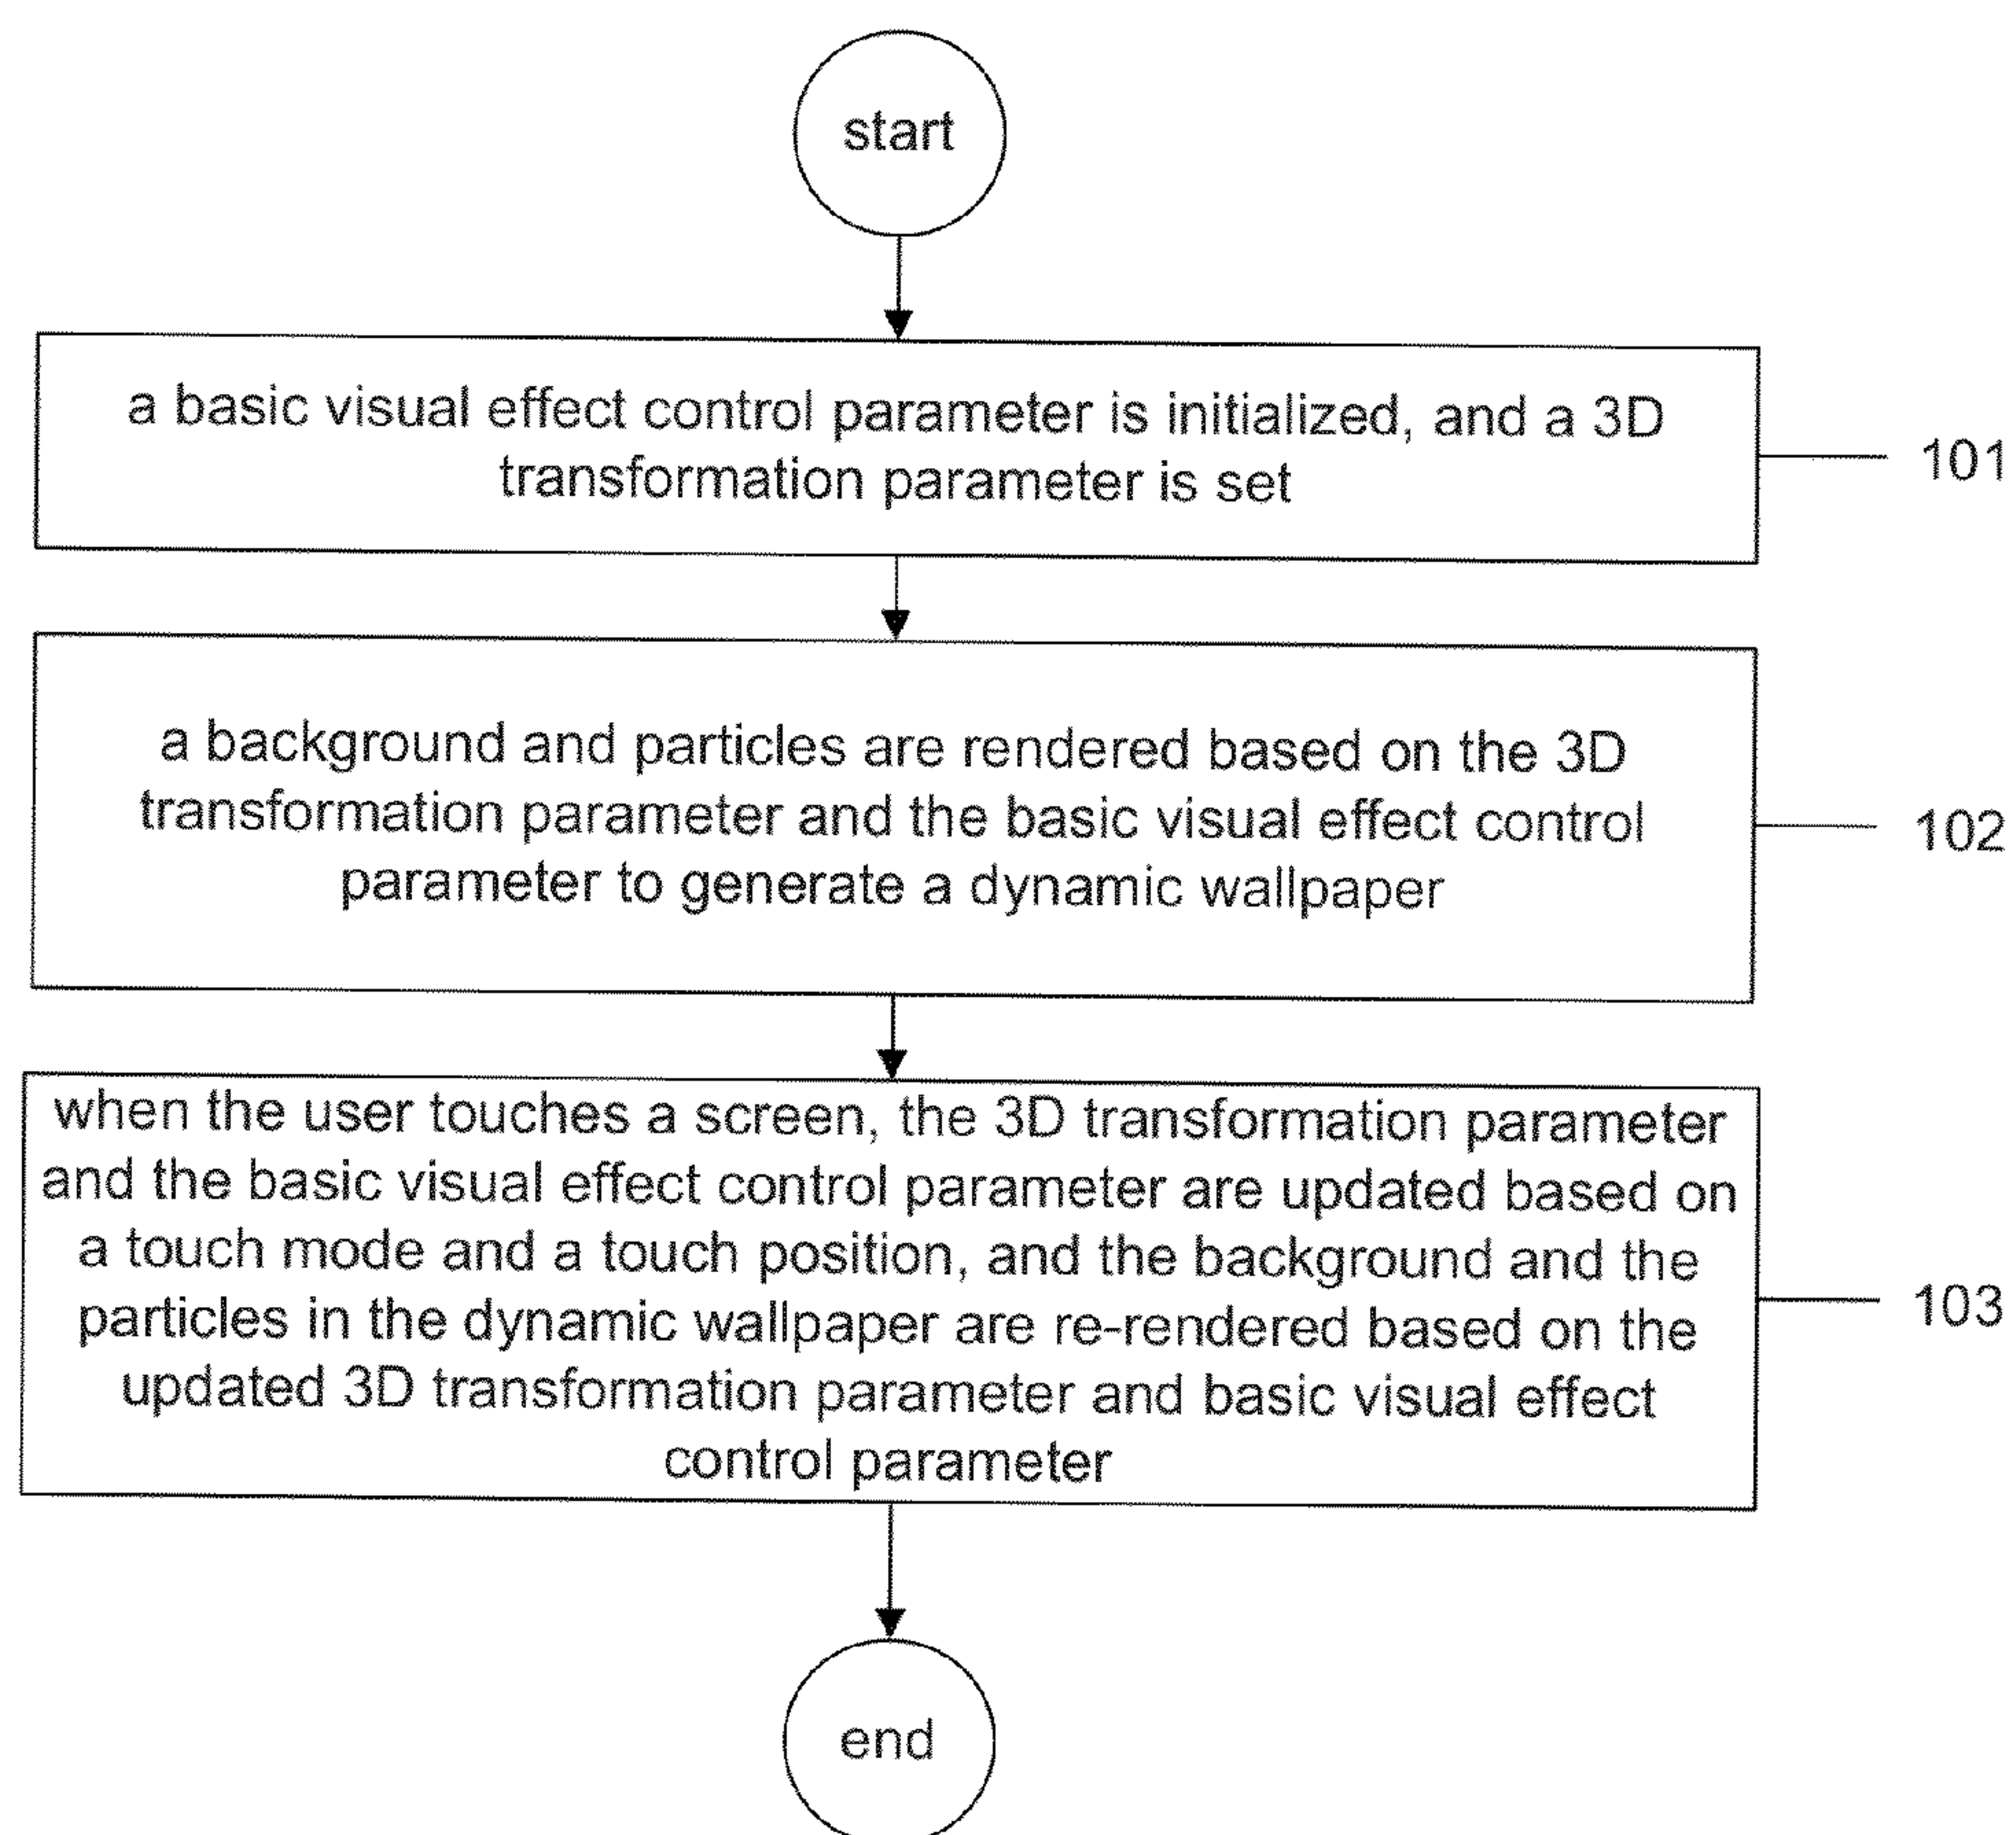 start
a basic visual effect control parameter is initialized, and a 3D
transformation parameter is set
101
a background and particles are rendered based on the 3D
transformation parameter and the basic visual effect control
parameter to generate a dynamic wallpaper
102
when the user touches a screen, the 3D transformation parameter
and the basic visual effect control parameter are updated based on
a touch mode and a touch position, and the background and the
particles in the dynamic wallpaper are re-rendered based on the
updated 3D transformation parameter and basic visual effect
control parameter
103
end